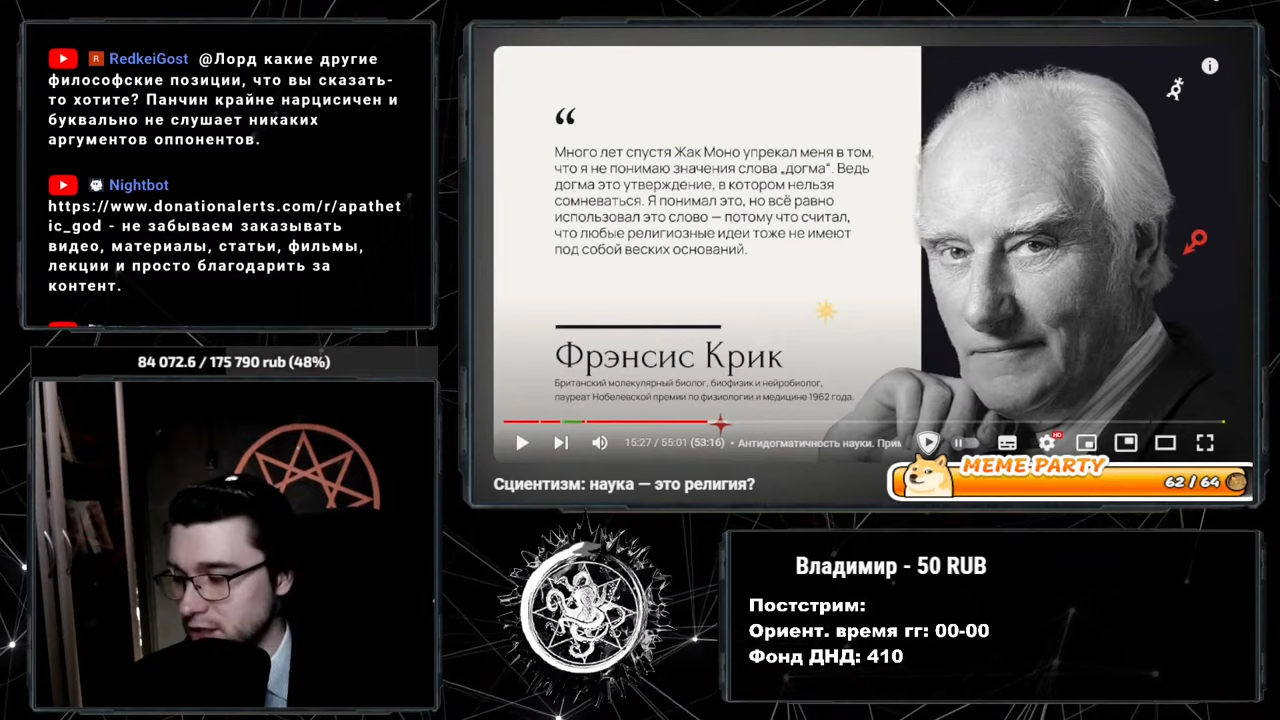 RedkeiGost @Лорд какие другие
философские позиции, что вы сказать-
то хотите? Панчин крайне нарцисичен и
буквально не слушает никаких
аргументов оппонентов.
Nightbot
https://www.donationalerts.com/r/apathet
ic_god - не забываем заказывать
видео, материалы, статьи, фильмы,
лекции и просто благодарить за
контент.
84 072.6 / 175 790 rub (48%)
“
Много лет спустя Жак Моно упрекал меня в том,
что я не понимаю значения слова „догма“. Ведь
догма это утверждение, в котором нельзя
сомневаться. Я понимал это, но всё равно
использовал это слово — потому что считал,
что любые религиозные идеи тоже не имеют
под собой веских оснований.
Фрэнсис Крик
Британский молекулярный биолог, биофизик и нейробиолог,
лауреат Нобелевской премии по физиологии и медицине 1962 года.
15:27 / 55:01 (53:16) • Антидогматичность науки. Прим
HD
MEME PARTY
62 / 64
Сциентизм: наука — это религия?
Владимир - 50 RUB
Постстрим:
Ориент. время гг: 00-00
Фонд ДНД: 410